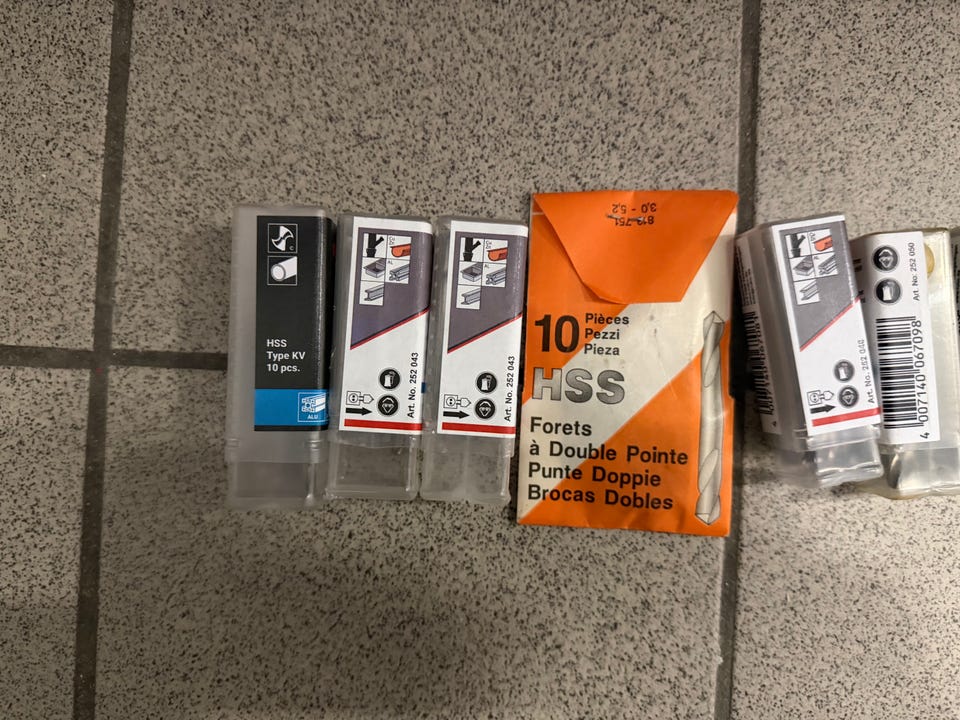 HSS
Type KV
10 pcs.
ALU
Art. No. 252 043
Art. No. 252 043
813 751
3,0 - 5,2
10 Pièces
Pezzi
Pieza
HSS
Forets
à Double Pointe
Punte Doppie
Brocas Dobles
Art. No. 252
Art. No. 252 050
4 007140 067098